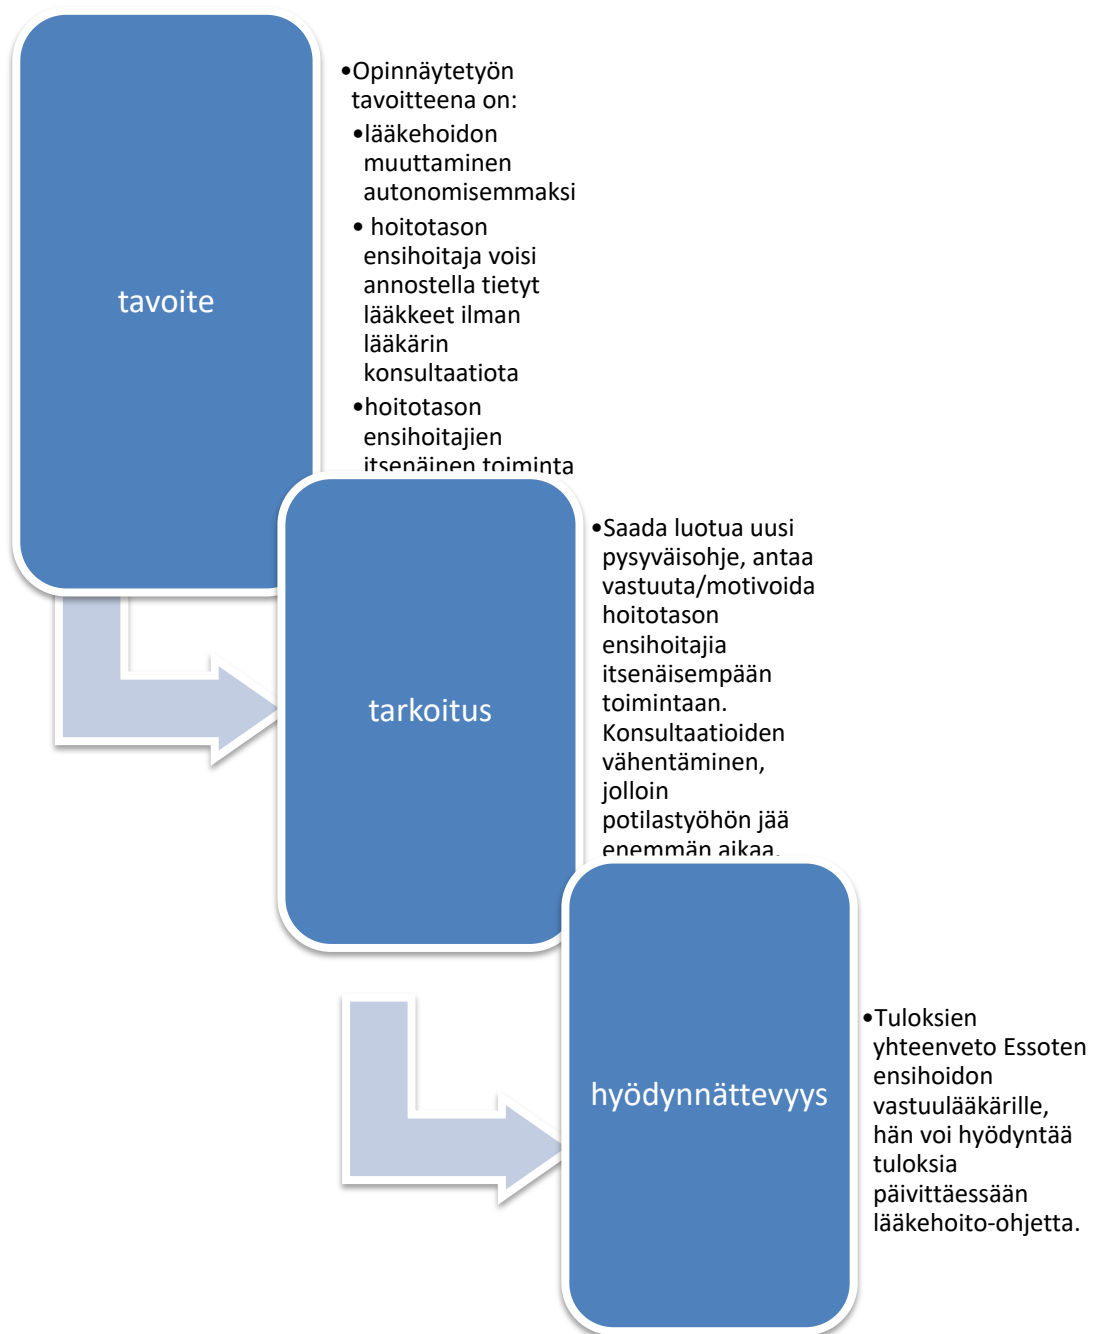 tavoite
•Opinnäytetyön
tavoitteena on:
•lääkehoidon
muuttaminen
autonomisemmaksi
• hoitotason
ensihoitaja voisi
annostella tietyt
lääkkeet ilman
lääkärin
konsultaatiota
•hoitotason
ensihoitajien
itsenäinen toiminta
tarkoitus
•Saada luotua uusi
pysyväisohje, antaa
vastuuta/motivoida
hoitotason
ensihoitajia
itsenäisempään
toimintaan.
Konsultaatioiden
vähentäminen,
jolloin
potilastyöhön jää
enemmän aikaa.
hyödynnättevyys
•Tuloksien
yhteenveto Essoten
ensihoidon
vastuulääkärille,
hän voi hyödyntää
tuloksia
päivittäessään
lääkehoito-ohjetta.